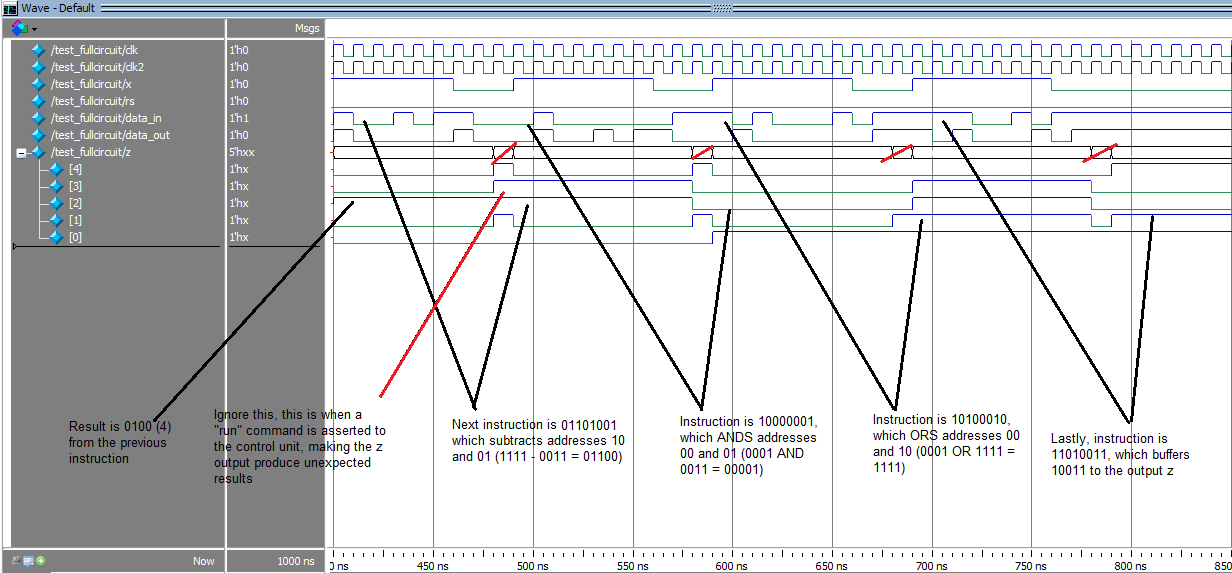 Wave - Default
Msgs
/test_fullcircuit/clk 1'h0
/test_fullcircuit/clk2 1'h0
/test_fullcircuit/x 1'h0
/test_fullcircuit/rs 1'h0
/test_fullcircuit/data_in 1'h1
/test_fullcircuit/data_out 1'h0
/test_fullcircuit/z 5'hxx
[4] 1'hx
[3] 1'hx
[2] 1'hx
[1] 1'hx
[0] 1'hx
Result is 0100 (4)
from the previous
instruction
Ignore this, this is when a
"run" command is asserted to
the control unit, making the z
output produce unexpected
results
Next instruction is 01101001
which subtracts addresses 10
and 01 (1111 - 0011 = 01100)
Instruction is 10000001,
which ANDS addresses
00 and 01 (0001 AND
0011 = 00001)
Instruction is 10100010,
which ORS addresses 00
and 10 (0001 OR 1111 =
1111)
Lastly, instruction is
11010011, which buffers
10011 to the output z
Now 1000 ns
0 ns 450 ns 500 ns 550 ns 600 ns 650 ns 700 ns 750 ns 800 ns 850